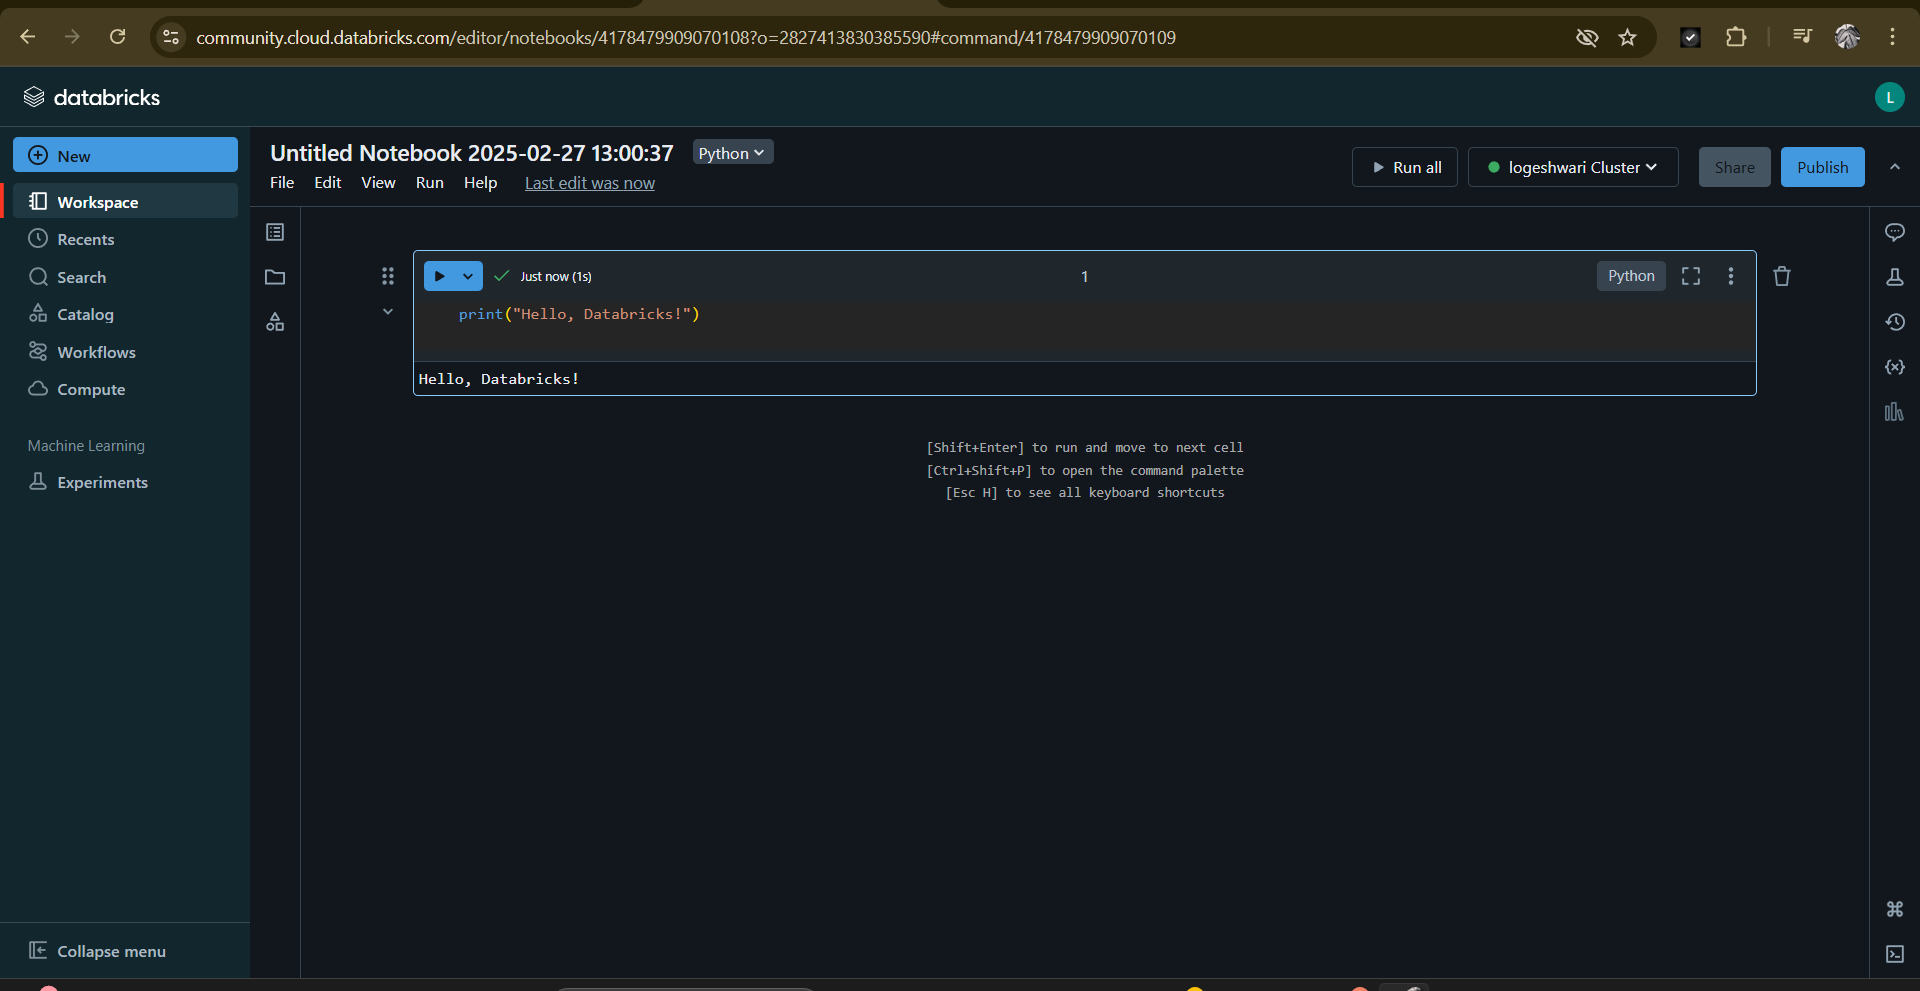 community.cloud.databricks.com/editor/notebooks/4178479909070108?o=2827413830385590#command/4178479909070109
databricks
L
New
Workspace
Recents
Search
Catalog
Workflows
Compute
Machine Learning
Experiments
Collapse menu
Untitled Notebook 2025-02-27 13:00:37 Python
File Edit View Run Help Last edit was now
Run all logeshwari Cluster Share Publish
Just now (1s) 1 Python
print("Hello, Databricks!")
Hello, Databricks!
[Shift+Enter] to run and move to next cell
[Ctrl+Shift+P] to open the command palette
[Esc H] to see all keyboard shortcuts